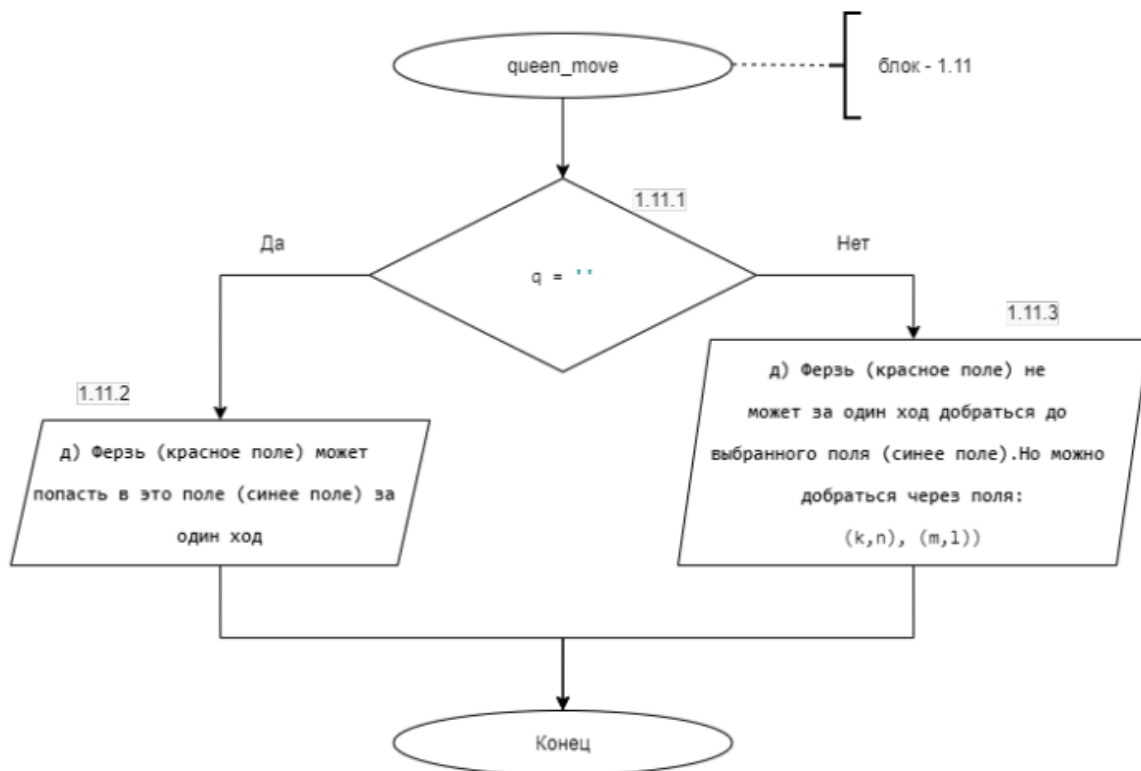 queen_move
блок - 1.11
1.11.1
Да
Нет
q = ''
1.11.3
д) Ферзь (красное поле) не
может за один ход добраться до
выбранного поля (синее поле).Но можно
добраться через поля:
(k,n), (m,l))
1.11.2
д) Ферзь (красное поле) может
попасть в это поле (синее поле) за
один ход
Конец